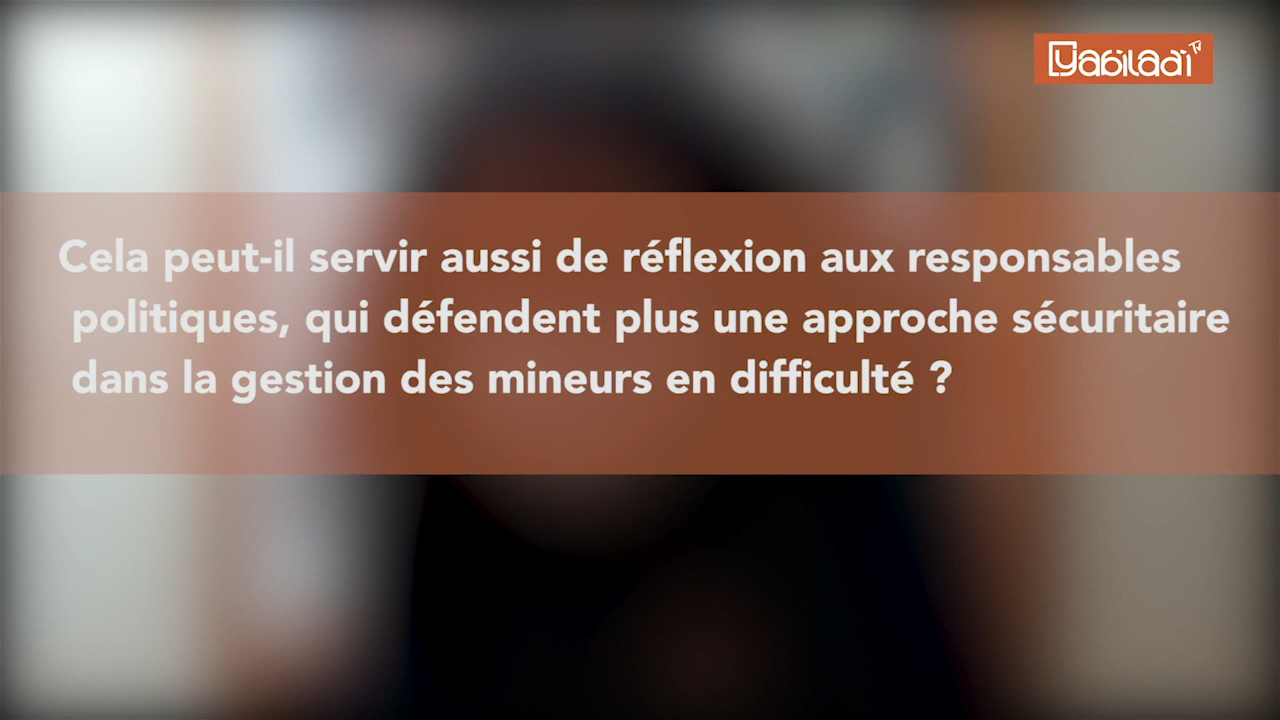 Yabiladi TV
Cela peut-il servir aussi de réflexion aux responsables
politiques, qui défendent plus une approche sécuritaire
dans la gestion des mineurs en difficulté ?